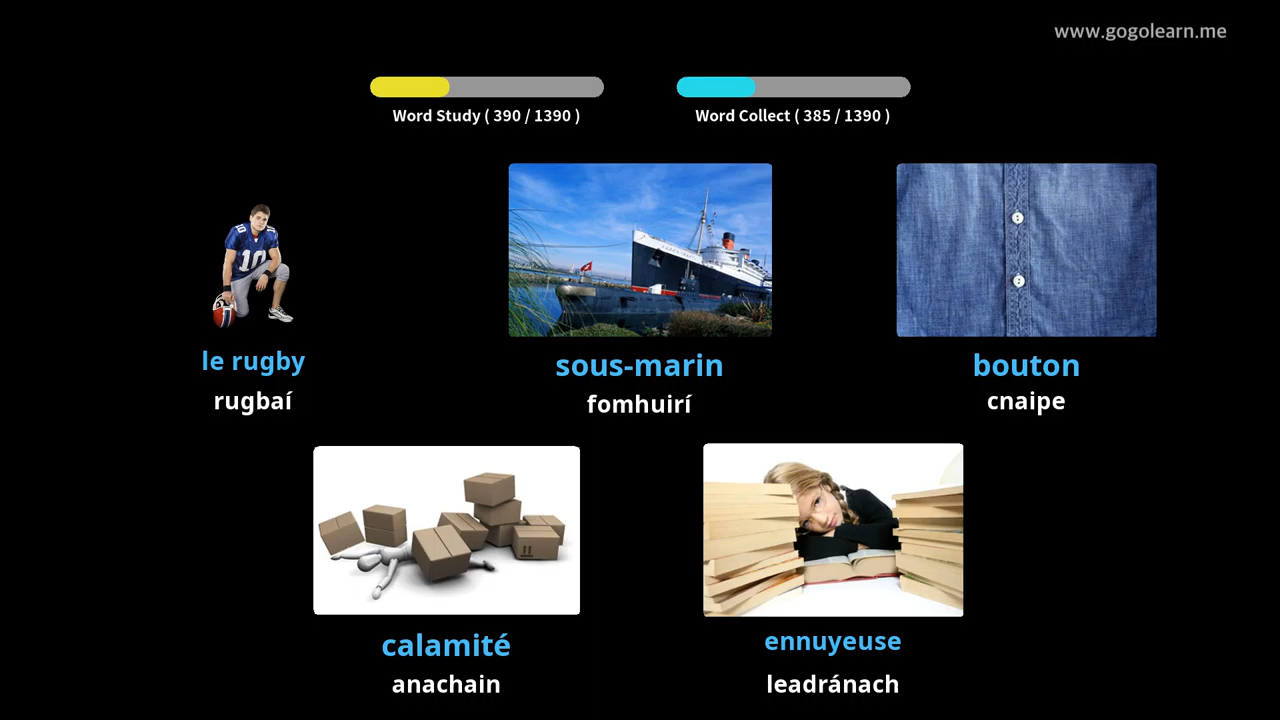 www.gogolearn.me
Word Study ( 390 / 1390 )
Word Collect ( 385 / 1390 )
le rugby
rugbaí
sous-marin
fomhuirí
bouton
cnaipe
calamité
anachain
ennuyeuse
leadránach